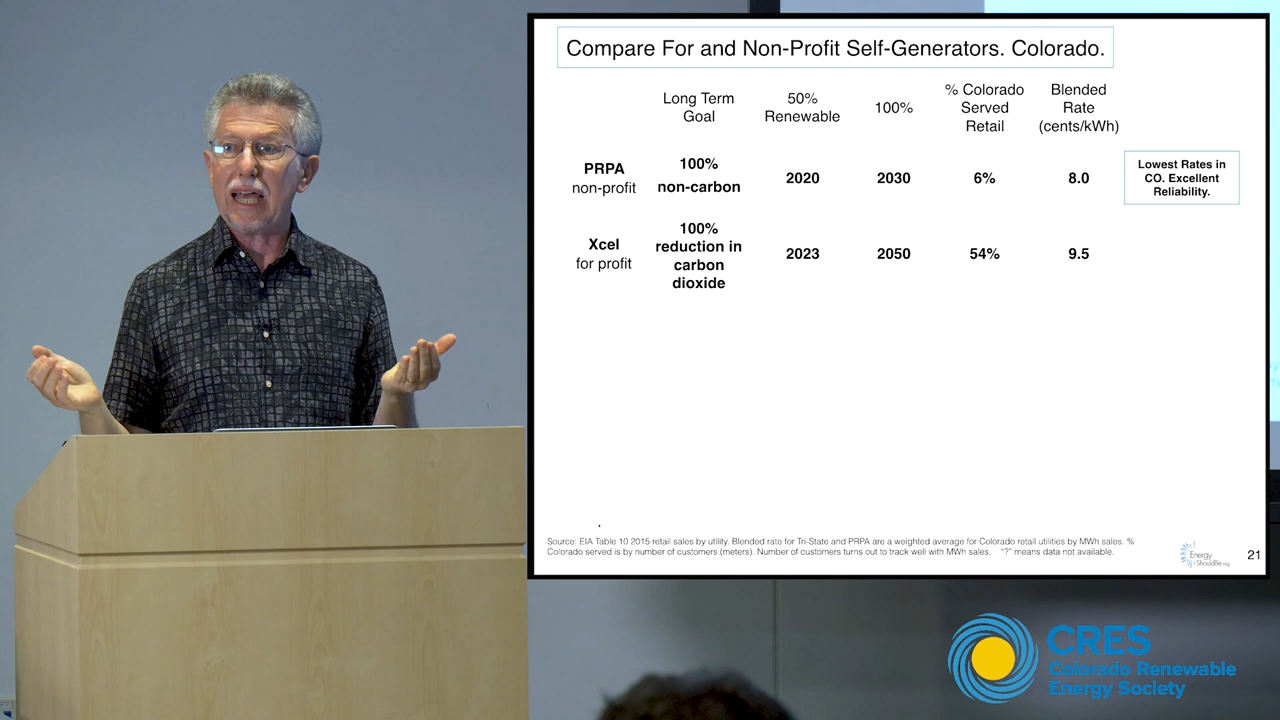 Compare For and Non-Profit Self-Generators. Colorado.
Long Term
Goal
50%
Renewable
100%
% Colorado
Served
Retail
Blended
Rate
(cents/kWh)
PRPA
non-profit
100%
non-carbon
2020
2030
6%
8.0
Lowest Rates in
CO. Excellent
Reliability.
Xcel
for profit
100%
reduction in
carbon
dioxide
2023
2050
54%
9.5
Source: EIA Table 10 2015 retail sales by utility. Blended rate for Tri-State and PRPA are a weighted average for Colorado retail utilities by MWh sales. %
Colorado served is by number of customers (meters). Number of customers turns out to track well with MWh sales. "?" means data not available.
Energy
ShouldBe.org
21
CRES
Colorado Renewable
Energy Society